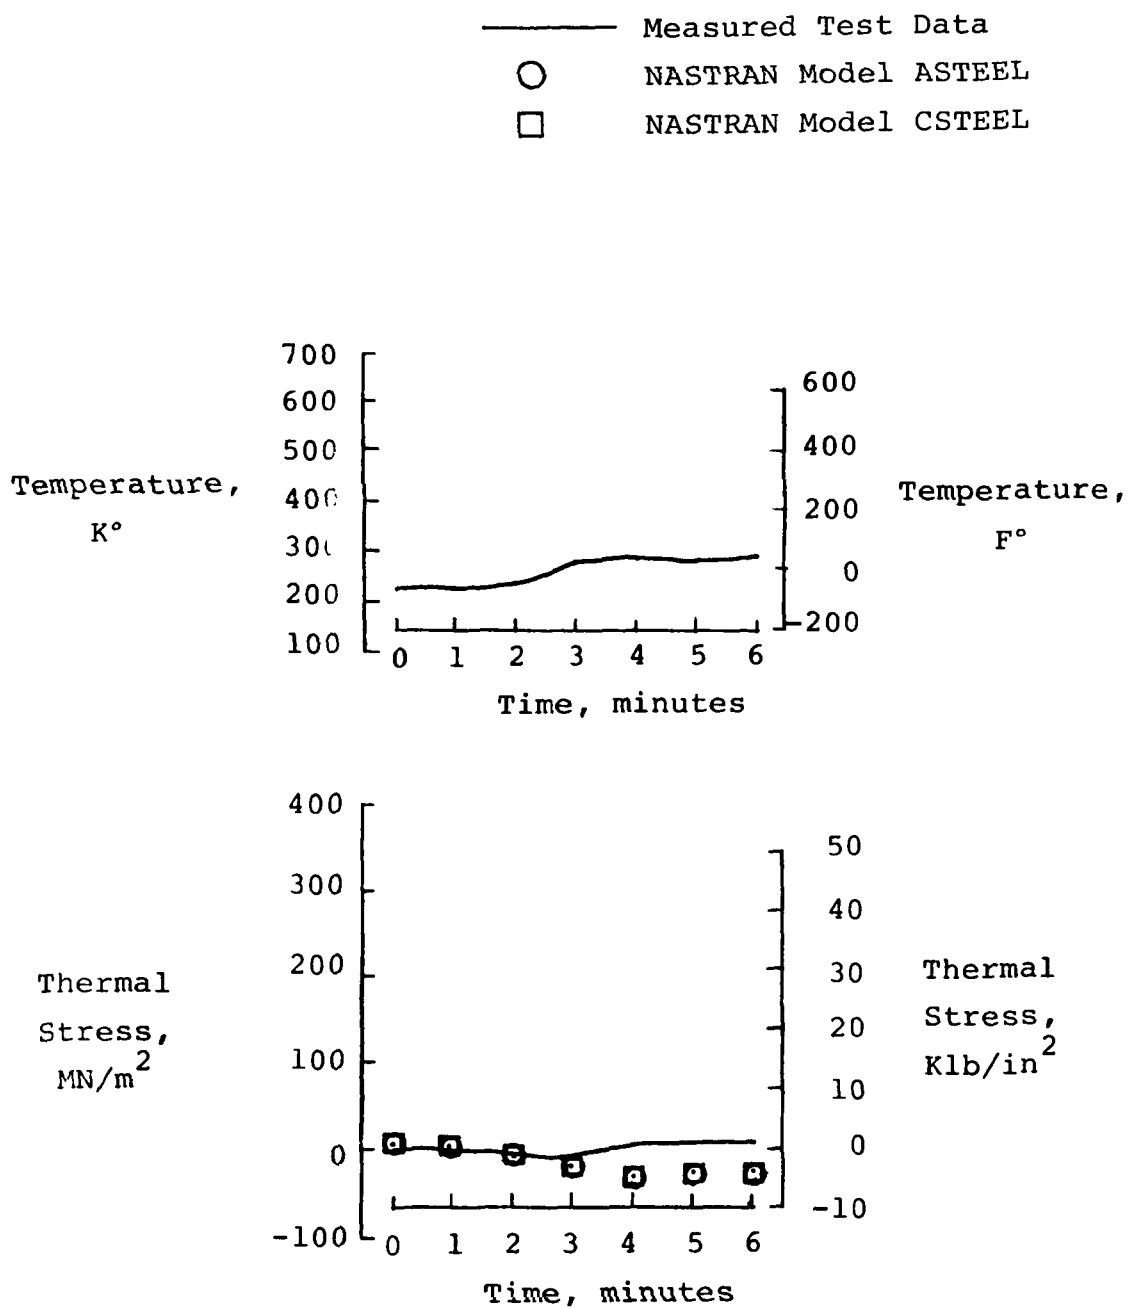 Measured Test Data
NASTRAN Model ASTEEL
NASTRAN Model CSTEEL
700
600
500
400
300
200
100
Temperature,
K°
600
400
200
0
-200
Temperature,
F°
0 1 2 3 4 5 6
Time, minutes
400
300
200
100
0
-100
Thermal
Stress,
MN/m²
50
40
30
20
10
0
-10
Thermal
Stress,
Klb/in²
0 1 2 3 4 5 6
Time, minutes